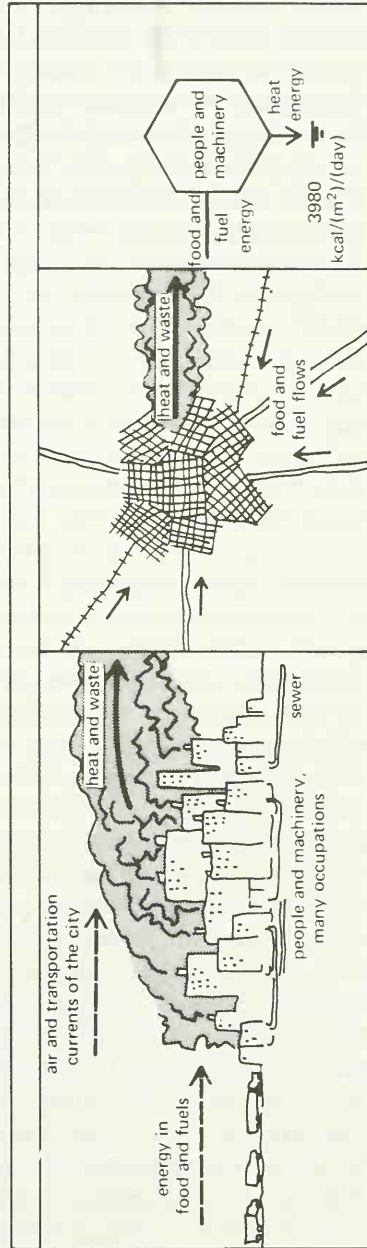 air and transportation
currents of the city
heat and waste
energy in
food and fuels
people and machinery,
many occupations
sewer
heat and waste
food and
fuel flows
food and
fuel
energy
people and
machinery
heat
energy
3980
kcal/(m²)/(day)